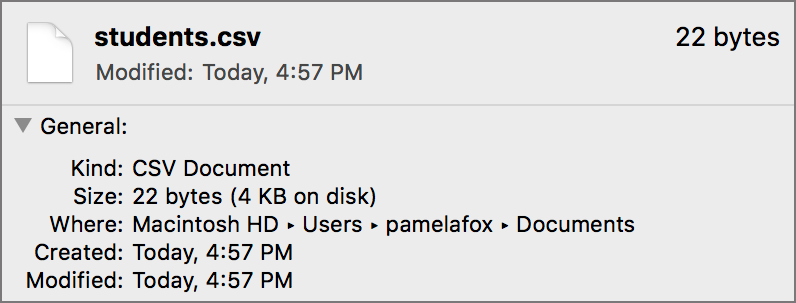 students.csv 22 bytes
Modified: Today, 4:57 PM
General:
Kind: CSV Document
Size: 22 bytes (4 KB on disk)
Where: Macintosh HD ▸ Users ▸ pamelafox ▸ Documents
Created: Today, 4:57 PM
Modified: Today, 4:57 PM